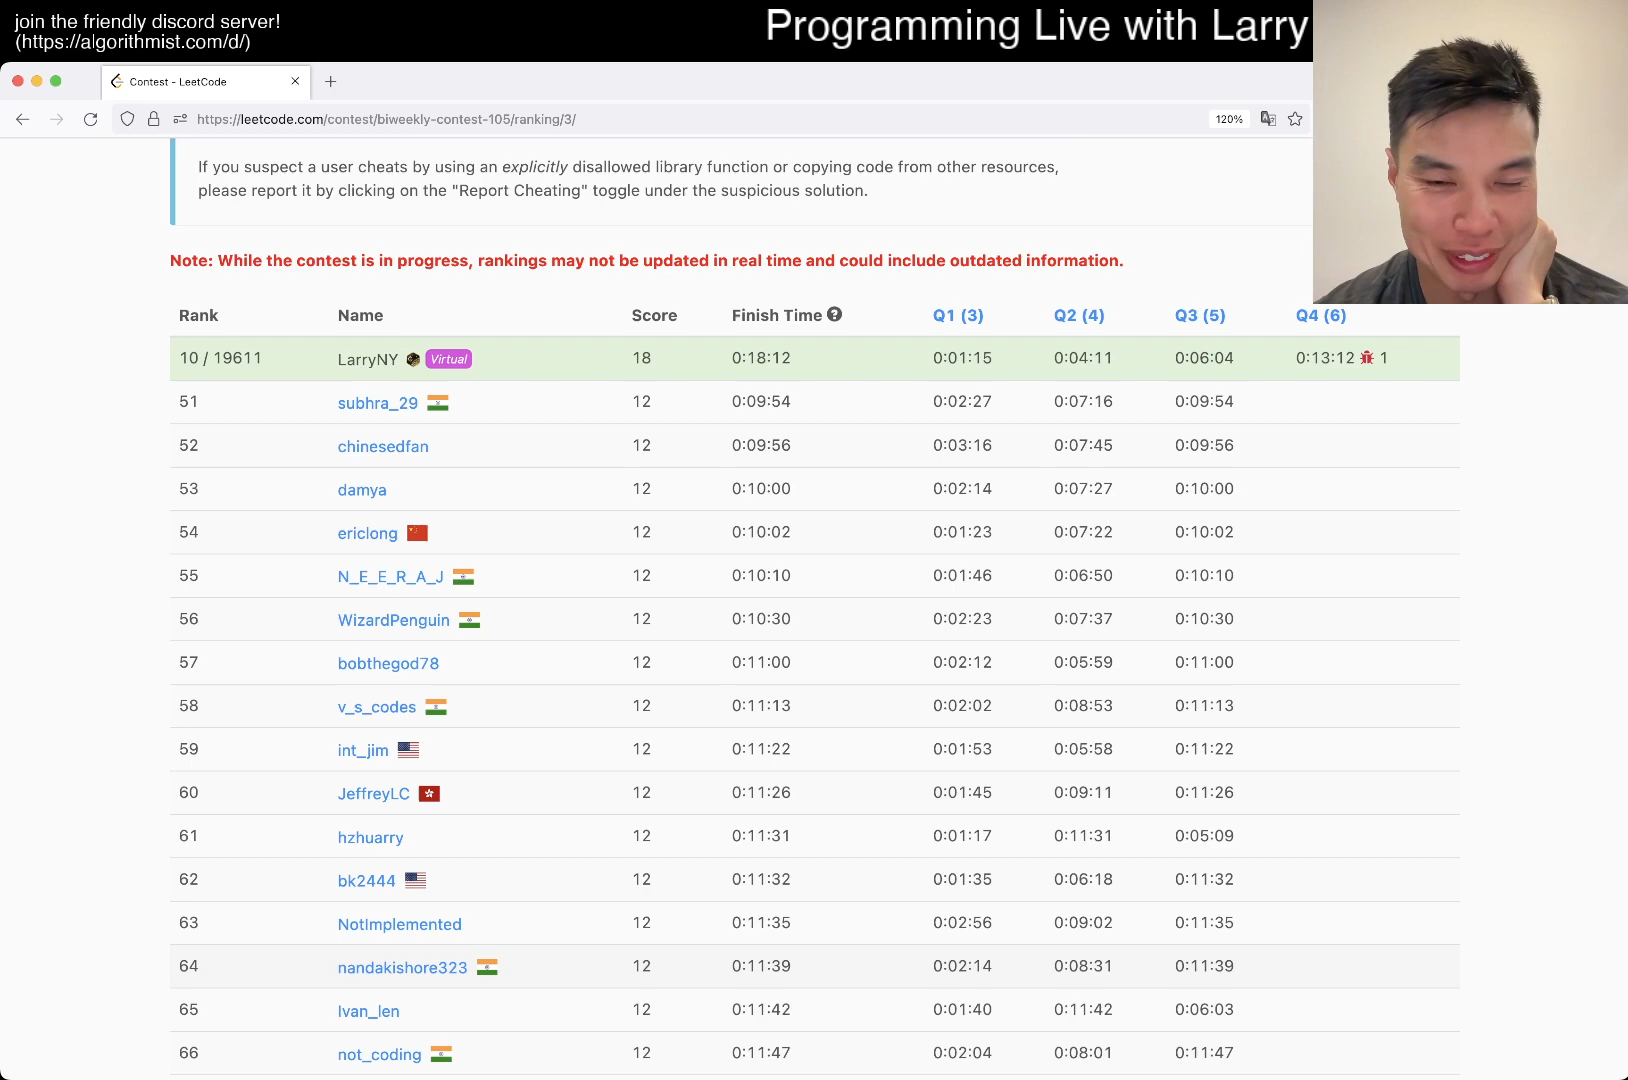 join the friendly discord server!
(https://algorithmist.com/d/)
Programming Live with Larry
Contest - LeetCode
https://leetcode.com/contest/biweekly-contest-105/ranking/3/
120%
If you suspect a user cheats by using an explicitly disallowed library function or copying code from other resources,
please report it by clicking on the "Report Cheating" toggle under the suspicious solution.
Note: While the contest is in progress, rankings may not be updated in real time and could include outdated information.
Rank Name Score Finish Time Q1 (3) Q2 (4) Q3 (5) Q4 (6)
10 / 19611 LarryNY Virtual 18 0:18:12 0:01:15 0:04:11 0:06:04 0:13:12 1
51 subhra_29 12 0:09:54 0:02:27 0:07:16 0:09:54
52 chinesedfan 12 0:09:56 0:03:16 0:07:45 0:09:56
53 damya 12 0:10:00 0:02:14 0:07:27 0:10:00
54 ericlong 12 0:10:02 0:01:23 0:07:22 0:10:02
55 N_E_E_R_A_J 12 0:10:10 0:01:46 0:06:50 0:10:10
56 WizardPenguin 12 0:10:30 0:02:23 0:07:37 0:10:30
57 bobthegod78 12 0:11:00 0:02:12 0:05:59 0:11:00
58 v_s_codes 12 0:11:13 0:02:02 0:08:53 0:11:13
59 int_jim 12 0:11:22 0:01:53 0:05:58 0:11:22
60 JeffreyLC 12 0:11:26 0:01:45 0:09:11 0:11:26
61 hzhuarry 12 0:11:31 0:01:17 0:11:31 0:05:09
62 bk2444 12 0:11:32 0:01:35 0:06:18 0:11:32
63 NotImplemented 12 0:11:35 0:02:56 0:09:02 0:11:35
64 nandakishore323 12 0:11:39 0:02:14 0:08:31 0:11:39
65 Ivan_len 12 0:11:42 0:01:40 0:11:42 0:06:03
66 not_coding 12 0:11:47 0:02:04 0:08:01 0:11:47